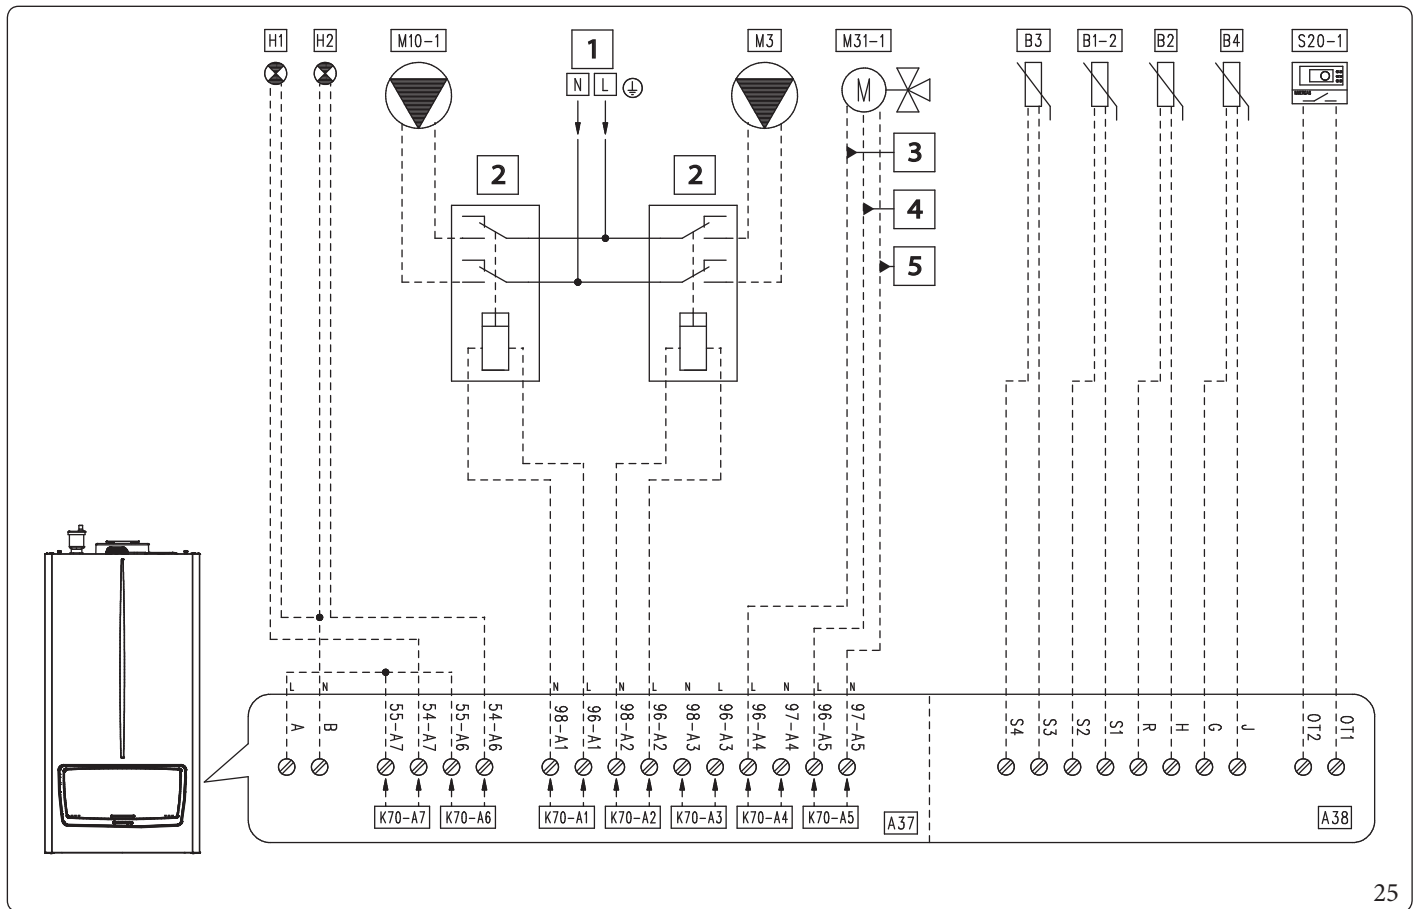 H1 H2 M10-1 1 M3 M31-1 B3 B1-2 B2 B4 S20-1
N L M
2 2 3
4
5
L N N L N L N L L N L N
A B 55-A7 54-A7 55-A6 54-A6 98-A1 96-A1 98-A2 96-A2 98-A3 96-A3 96-A4 97-A4 96-A5 97-A5 S4 S3 S2 S1 R H G J OT2 OT1
K70-A7 K70-A6 K70-A1 K70-A2 K70-A3 K70-A4 K70-A5 A37 A38
25